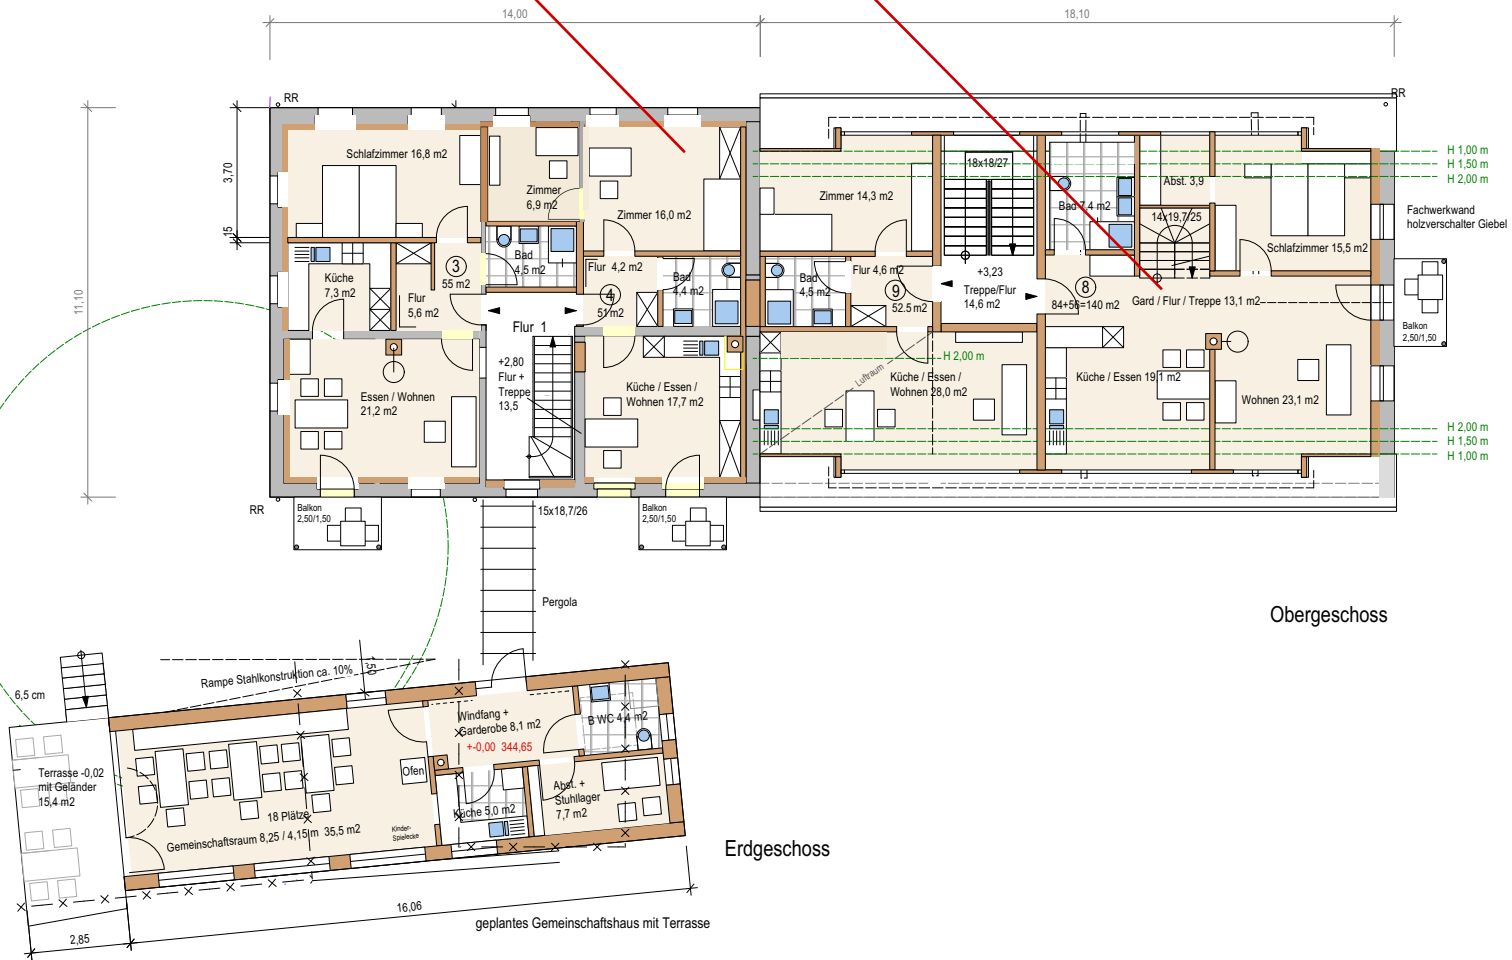 14,00
18,10
RR
RR
11,10
3,70
15
Schlafzimmer 16,8 m2
Zimmer
6,9 m2
Zimmer 16,0 m2
Zimmer 14,3 m2
18x18/27
Bad 7,4 m2
Abst. 3,9
14x19,7/25
Schlafzimmer 15,5 m2
H 1,00 m
H 1,50 m
H 2,00 m
Fachwerkwand
holzverschalter Giebel
Küche
7,3 m2
3
55 m2
Flur
5,6 m2
Bad
4,5 m2
Flur 4,2 m2
4
51 m2
Bad
4,4 m2
Bad
4,5 m2
Flur 4,6 m2
9
52.5 m2
+3,23
Treppe/Flur
14,6 m2
8
84+56=140 m2
Gard / Flur / Treppe 13,1 m2
Balkon
2,50/1,50
Flur 1
+2,80
Flur +
Treppe
13,5
Essen / Wohnen
21,2 m2
Küche / Essen /
Wohnen 17,7 m2
Luftraum
H 2,00 m
Küche / Essen /
Wohnen 28,0 m2
Küche / Essen 19,1 m2
Wohnen 23,1 m2
H 2,00 m
H 1,50 m
H 1,00 m
RR
Balkon
2,50/1,50
15x18,7/26
Balkon
2,50/1,50
Pergola
Obergeschoss
6,5 cm
Rampe Stahlkonstruktion ca. 10%
1,50
Windfang +
Garderobe 8,1 m2
+-0,00 344,65
B WC 4,4 m2
Terrasse -0,02
mit Geländer
15,4 m2
Ofen
Küche 5,0 m2
Abst. +
Stuhllager
7,7 m2
18 Plätze
Gemeinschaftsraum 8,25 / 4,15 m 35,5 m2
Kinder-
Spielecke
Erdgeschoss
16,06
2,85
geplantes Gemeinschaftshaus mit Terrasse